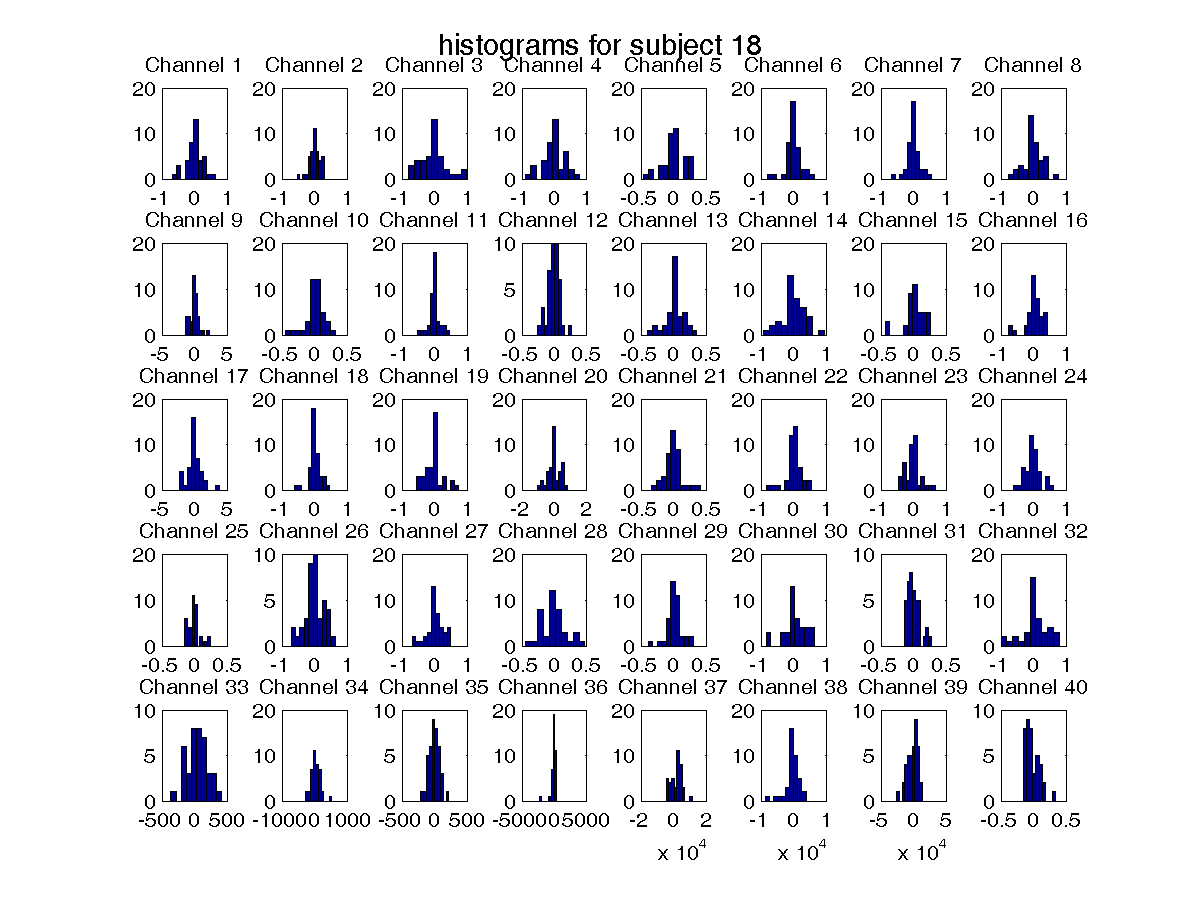 histograms for subject 18
Channel 1 Channel 2 Channel 3 Channel 4 Channel 5 Channel 6 Channel 7 Channel 8
20 20 20 20 20 20 20 20
10 10 10 10 10 10 10 10
0 0 0 0 0 0 0 0
-1 0 1 -1 0 1 -1 0 1 -1 0 1 -0.5 0 0.5 -1 0 1 -1 0 1 -1 0 1
Channel 9 Channel 10 Channel 11 Channel 12 Channel 13 Channel 14 Channel 15 Channel 16
20 20 20 10 20 20 20 20
10 10 10 5 10 10 10 10
0 0 0 0 0 0 0 0
-5 0 5 -0.5 0 0.5 -1 0 1 -0.5 0 0.5 -0.5 0 0.5 -1 0 1 -0.5 0 0.5 -1 0 1
Channel 17 Channel 18 Channel 19 Channel 20 Channel 21 Channel 22 Channel 23 Channel 24
20 20 20 20 20 20 20 20
10 10 10 10 10 10 10 10
0 0 0 0 0 0 0 0
-5 0 5 -1 0 1 -1 0 1 -2 0 2 -0.5 0 0.5 -1 0 1 -1 0 1 -1 0 1
Channel 25 Channel 26 Channel 27 Channel 28 Channel 29 Channel 30 Channel 31 Channel 32
20 10 20 20 20 20 10 20
10 5 10 10 10 10 5 10
0 0 0 0 0 0 0 0
-0.5 0 0.5 -1 0 1 -1 0 1 -0.5 0 0.5 -0.5 0 0.5 -1 0 1 -0.5 0 0.5 -1 0 1
Channel 33 Channel 34 Channel 35 Channel 36 Channel 37 Channel 38 Channel 39 Channel 40
10 20 10 20 20 20 10 10
5 10 5 10 10 10 5 5
0 0 0 0 0 0 0 0
-500 0 500 -1000 0 1000 -500 0 500 -5000 0 5000 -2 0 2 -1 0 1 -5 0 5 -0.5 0 0.5
x 10⁴ x 10⁴ x 10⁴